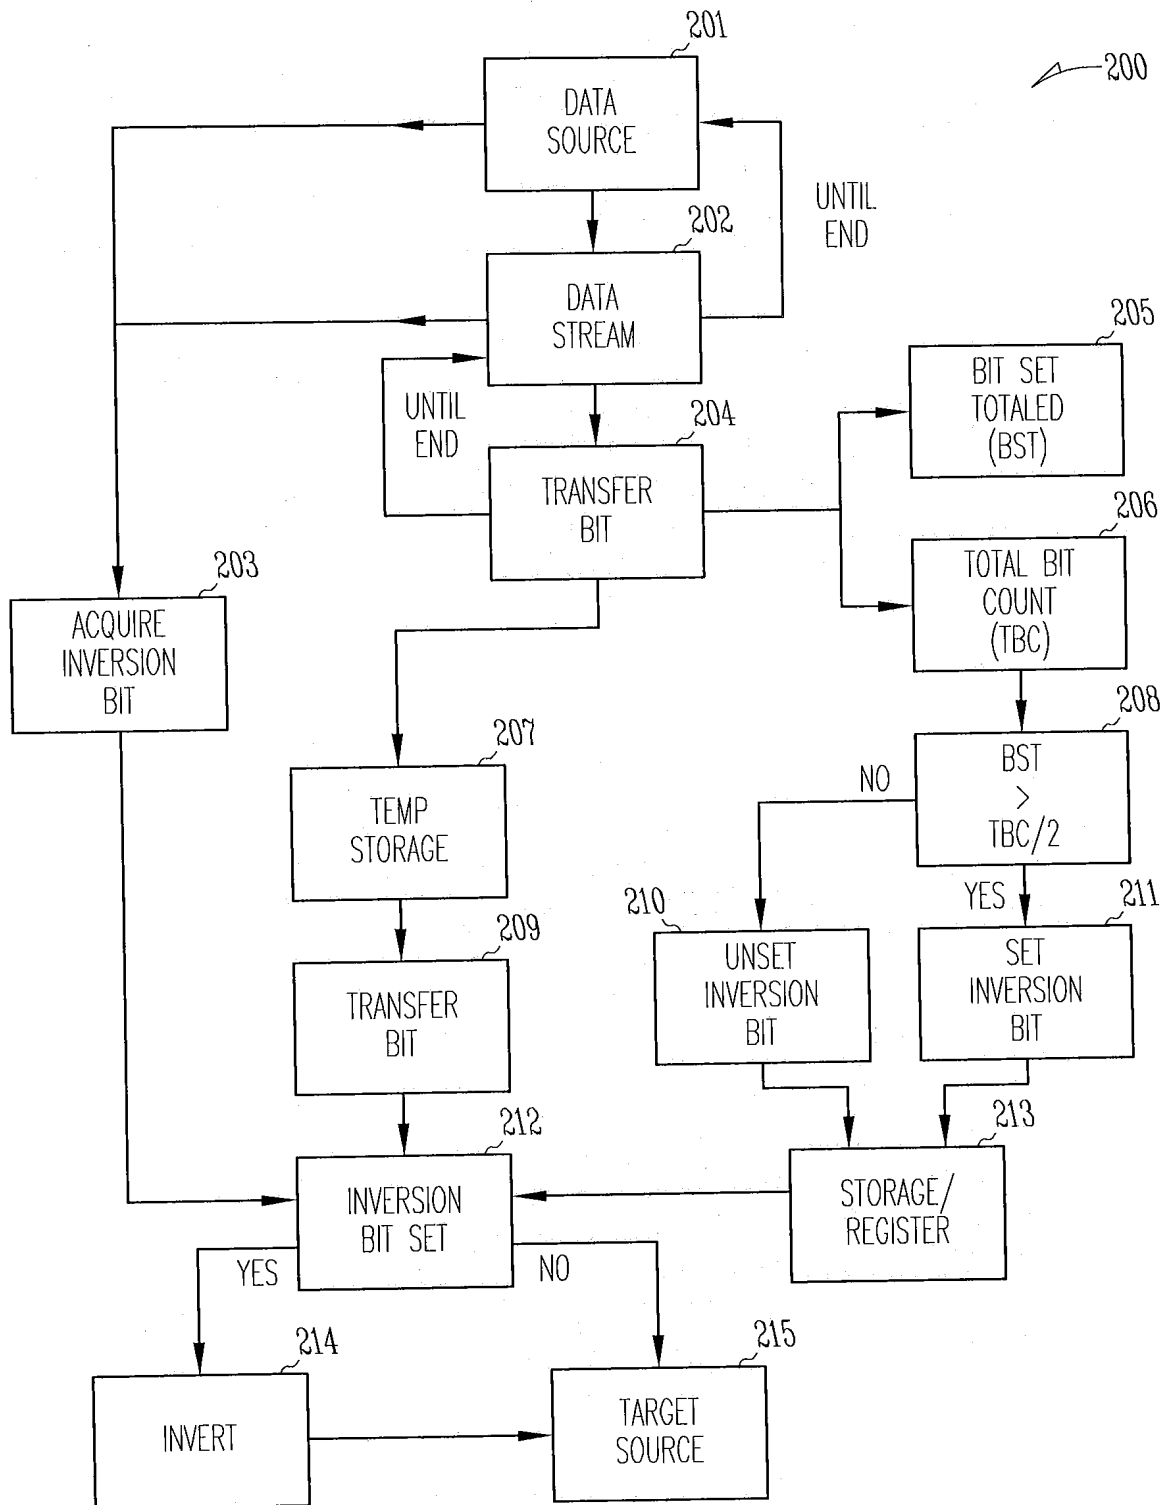 201
200
DATA
SOURCE
UNTIL
END
202
DATA
STREAM
205
BIT SET
TOTALED
(BST)
UNTIL
END
204
TRANSFER
BIT
206
TOTAL BIT
COUNT
(TBC)
203
ACQUIRE
INVERSION
BIT
207
TEMP
STORAGE
208
BST
>
TBC/2
NO
YES
209
TRANSFER
BIT
210
UNSET
INVERSION
BIT
211
SET
INVERSION
BIT
212
INVERSION
BIT SET
213
STORAGE/
REGISTER
YES
NO
214
INVERT
215
TARGET
SOURCE